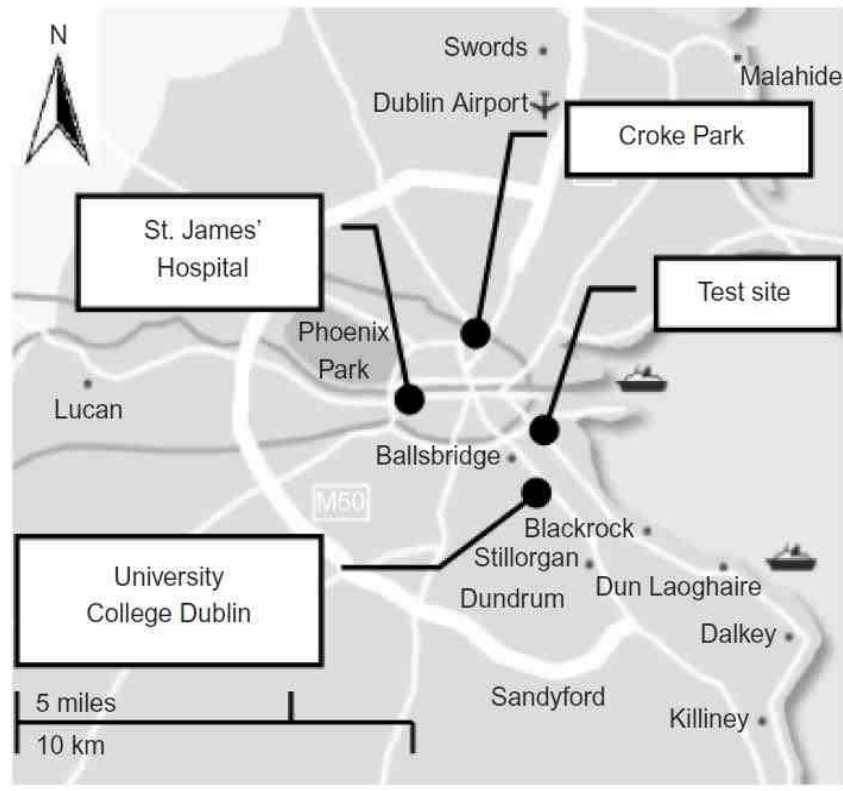 N
Swords
Malahide
Dublin Airport
Croke Park
St. James’
Hospital
Test site
Phoenix
Park
Lucan
Ballsbridge
M50
Blackrock
Stillorgan
University
College Dublin
Dundrum
Dun Laoghaire
Dalkey
Sandyford
Killiney
5 miles
10 km